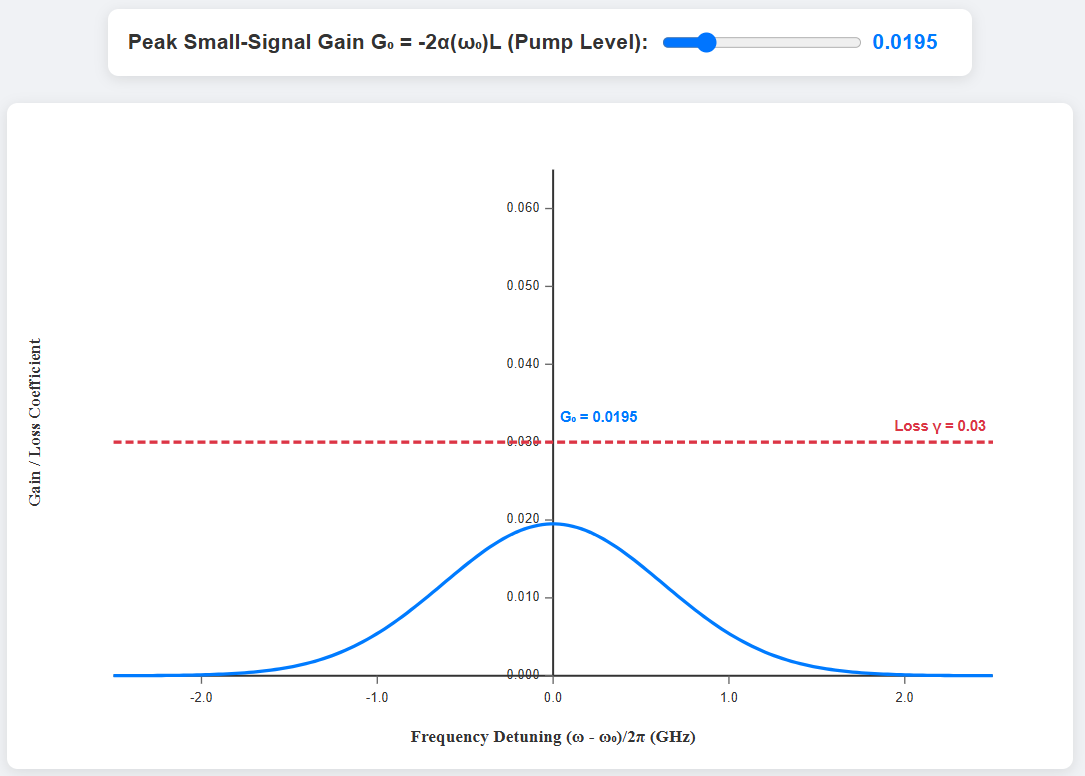 Peak Small-Signal Gain G₀ = -2α(ω₀)L (Pump Level): 0.0195
0.060
0.050
0.040
G₀ = 0.0195
Loss γ = 0.03
0.030
0.020
0.010
0.000
-2.0 -1.0 0.0 1.0 2.0
Gain / Loss Coefficient
Frequency Detuning (ω - ω₀)/2π (GHz)